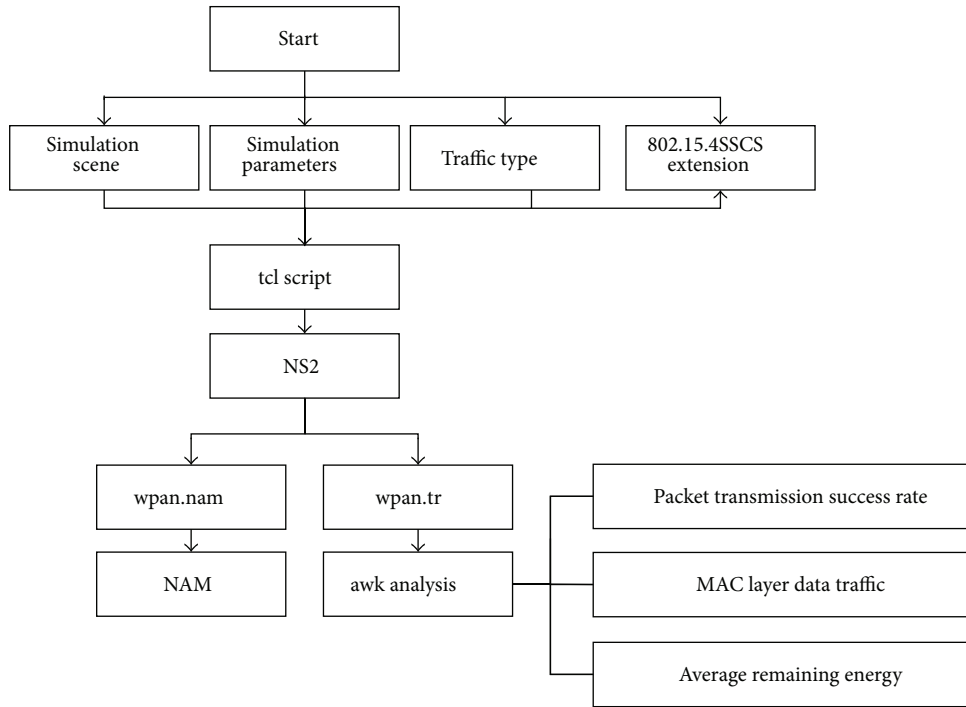 Start
Simulation
scene
Simulation
parameters
Traffic type
802.15.4SSCS
extension
tcl script
NS2
wpan.nam
wpan.tr
Packet transmission success rate
NAM
awk analysis
MAC layer data traffic
Average remaining energy